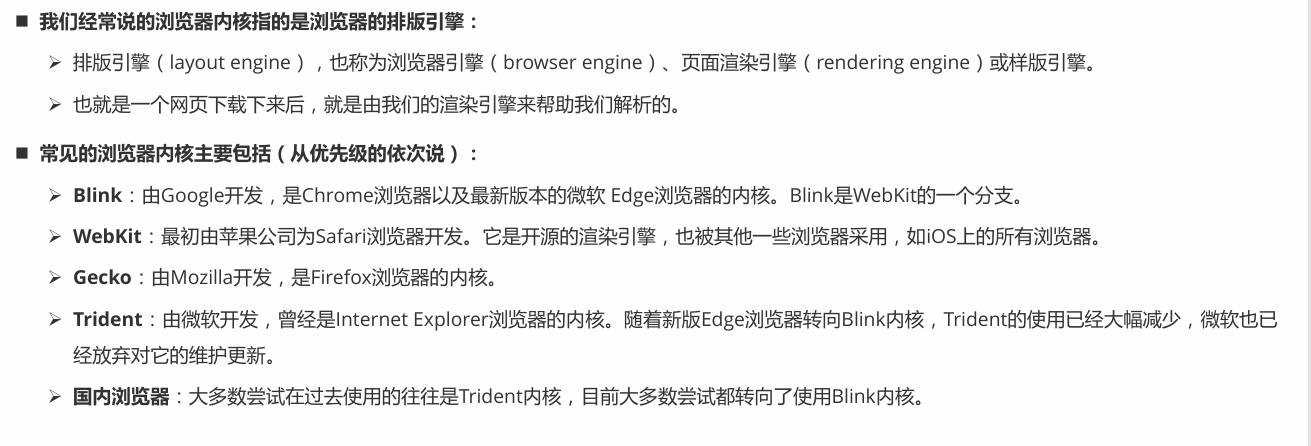 ■ 我们经常说的浏览器内核指的是浏览器的排版引擎：
➢ 排版引擎（layout engine），也称为浏览器引擎（browser engine）、页面渲染引擎（rendering engine）或样版引擎。
➢ 也就是一个网页下载下来后，就是由我们的渲染引擎来帮助我们解析的。
■ 常见的浏览器内核主要包括（从优先级的依次说）：
➢ Blink：由Google开发，是Chrome浏览器以及最新版本的微软 Edge浏览器的内核。Blink是WebKit的一个分支。
➢ WebKit：最初由苹果公司为Safari浏览器开发。它是开源的渲染引擎，也被其他一些浏览器采用，如iOS上的所有浏览器。
➢ Gecko：由Mozilla开发，是Firefox浏览器的内核。
➢ Trident：由微软开发，曾经是Internet Explorer浏览器的内核。随着新版Edge浏览器转向Blink内核，Trident的使用已经大幅减少，微软也已
经放弃对它的维护更新。
➢ 国内浏览器：大多数尝试在过去使用的往往是Trident内核，目前大多数尝试都转向了使用Blink内核。